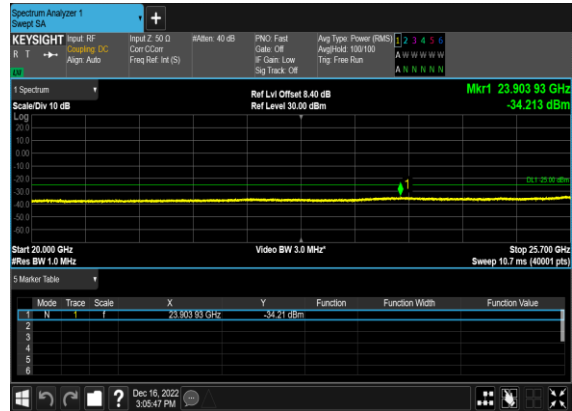 Spectrum Analyzer 1
Swept SA
+
KEYSIGHT Input: RF Input Z: 50 Ω #Atten: 40 dB PNO: Fast Avg Type: Power (RMS) 1 2 3 4 5 6
R T Coupling: DC Corr CCorr Gate: Off Avg|Hold: 100/100 A W W W W W
Align: Auto Freq Ref: Int (S) IF Gain: Low Trig: Free Run
Sig Track: Off A N N N N N
1 Spectrum Ref Lvl Offset 8.40 dB Mkr1 23.903 93 GHz
Scale/Div 10 dB Ref Level 30.00 dBm -34.213 dBm
Log
20.0
10.0
0.00
-10.0
-20.0 1 DL1 -25.00 dBm
-30.0
-40.0
-50.0
-60.0
Start 20.000 GHz Video BW 3.0 MHz* Stop 25.700 GHz
#Res BW 1.0 MHz Sweep 10.7 ms (40001 pts)
5 Marker Table
Mode Trace Scale X Y Function Function Width Function Value
1 N 1 f 23.903 93 GHz -34.21 dBm
2
3
4
5
6
? Dec 16, 2022
3:05:47 PM